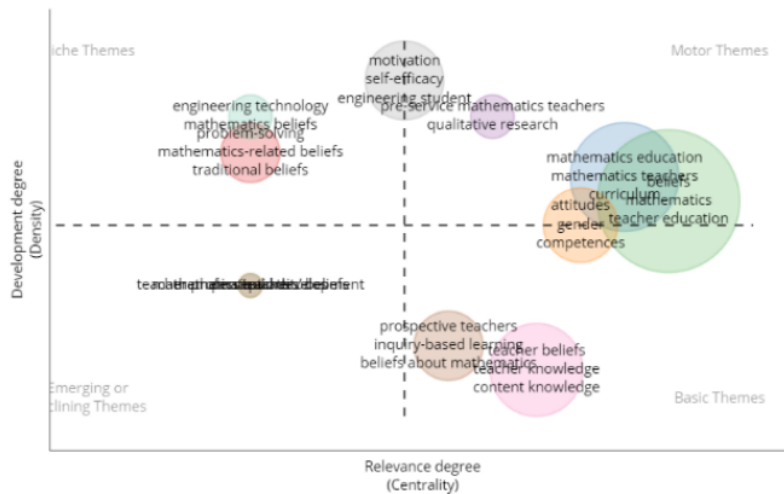 iche Themes
Motor Themes
motivation
self-efficacy
engineering student
engineering technology
mathematics beliefs
pre-service mathematics teachers
qualitative research
problem-solving
mathematics-related beliefs
traditional beliefs
mathematics education
mathematics teachers
curriculum
beliefs
mathematics
teacher education
attitudes
gender
competences
Development degree
(Density)
prospective teachers
inquiry-based learning
beliefs about mathematics
teacher beliefs
teacher knowledge
content knowledge
Emerging or
clining Themes
Basic Themes
Relevance degree
(Centrality)